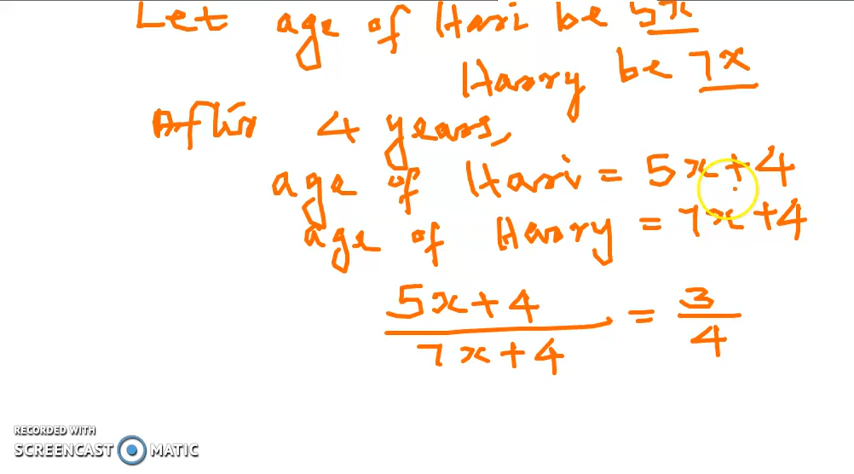 Let age of Hari be 5x
Harry be 7x
After 4 years,
age of Hari = 5x+4
age of Harry = 7x+4
5x+4 / 7x+4 = 3 / 4
RECORDED WITH
SCREENCAST MATIC